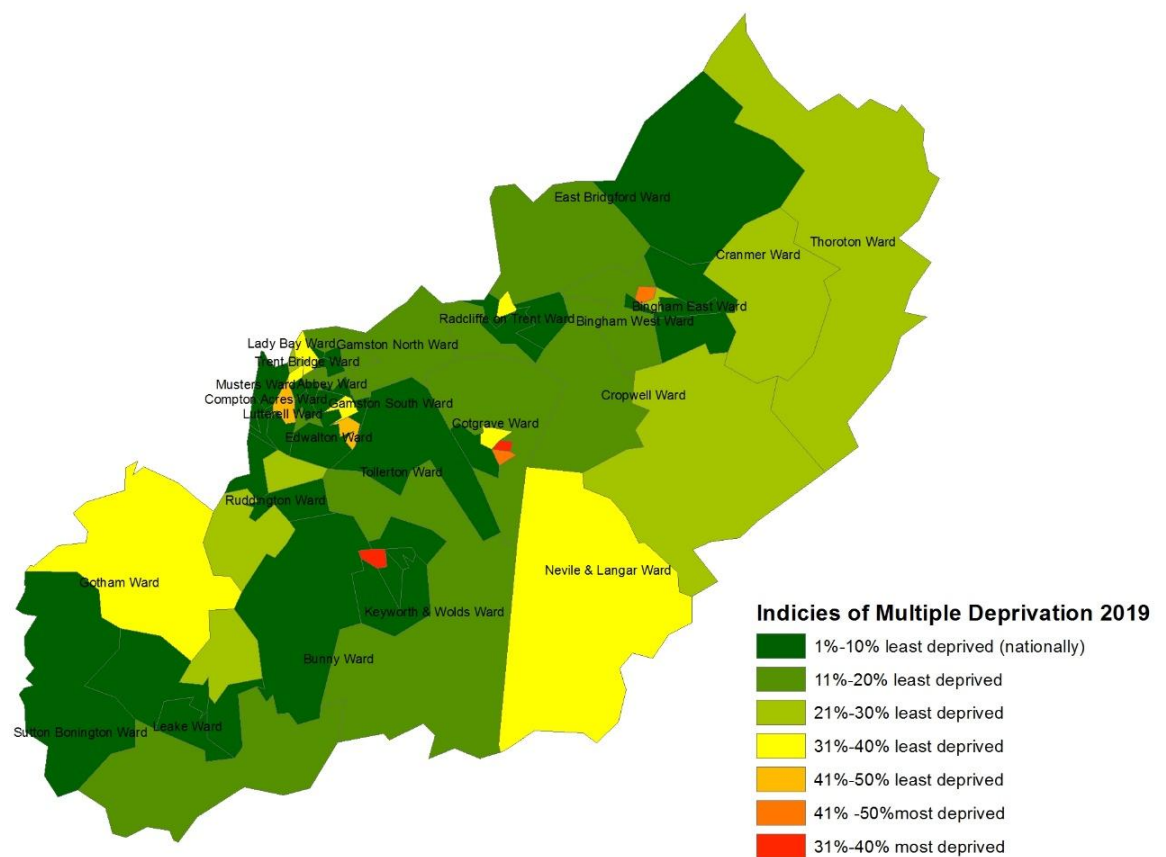 East Bridgford Ward
Thoroton Ward
Cranmer Ward
Bingham East Ward
Radcliffe on Trent Ward
Bingham West Ward
Lady Bay Ward
Gamston North Ward
Trent Bridge Ward
Musters Ward
Abbey Ward
Compton Acres Ward
Gamston South Ward
Lutterell Ward
Cropwell Ward
Cotgrave Ward
Edwalton Ward
Tollerton Ward
Ruddington Ward
Nevile & Langar Ward
Gotham Ward
Keyworth & Wolds Ward
Bunny Ward
Leake Ward
Sutton Bonington Ward
Indicies of Multiple Deprivation 2019
1%-10% least deprived (nationally)
11%-20% least deprived
21%-30% least deprived
31%-40% least deprived
41%-50% least deprived
41% -50%most deprived
31%-40% most deprived